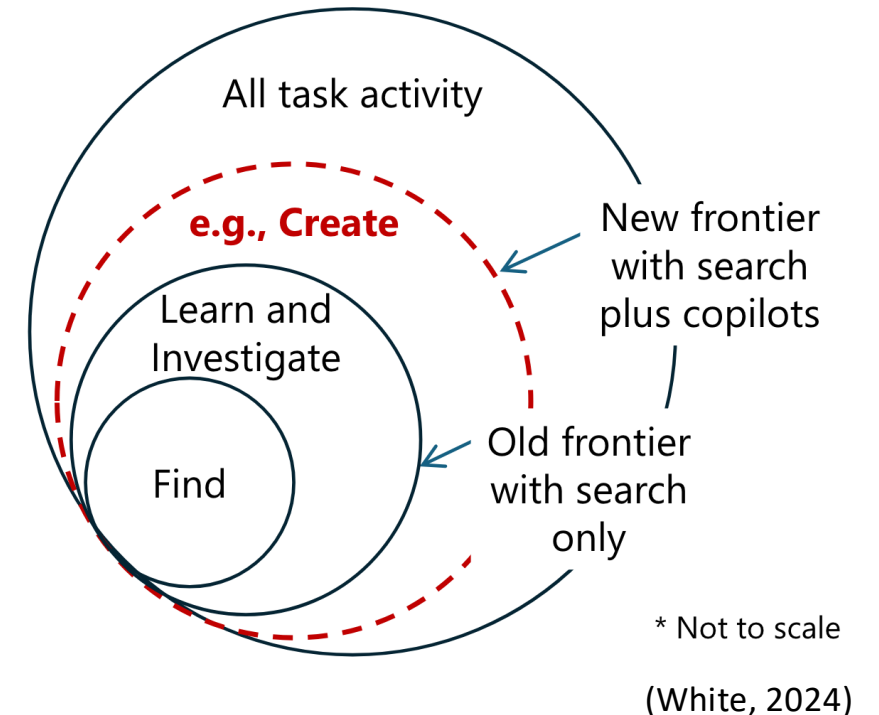 All task activity
e.g., Create
New frontier
with search
plus copilots
Learn and
Investigate
Old frontier
with search
only
Find
* Not to scale
(White, 2024)